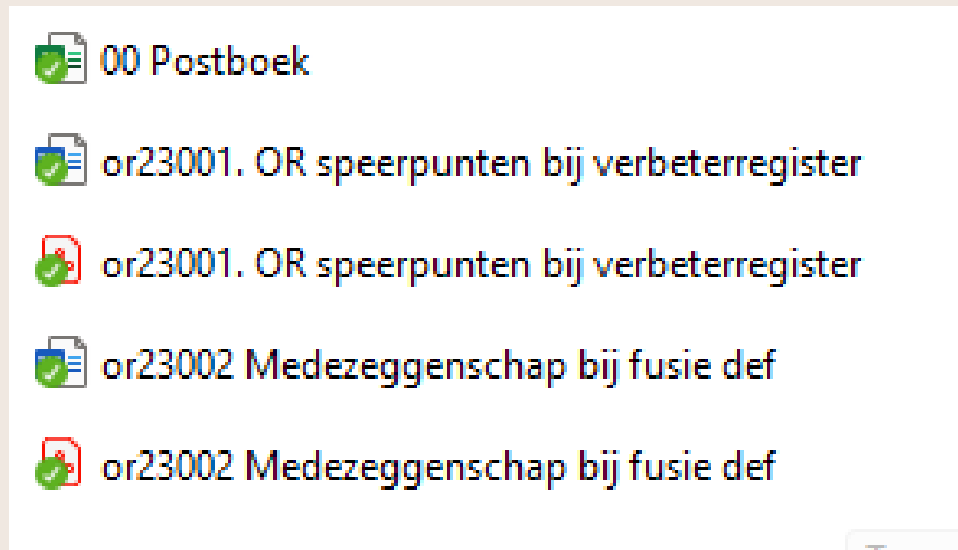 00 Postboek
or23001. OR speerpunten bij verbeterregister
or23001. OR speerpunten bij verbeterregister
or23002 Medezeggenschap bij fusie def
or23002 Medezeggenschap bij fusie def